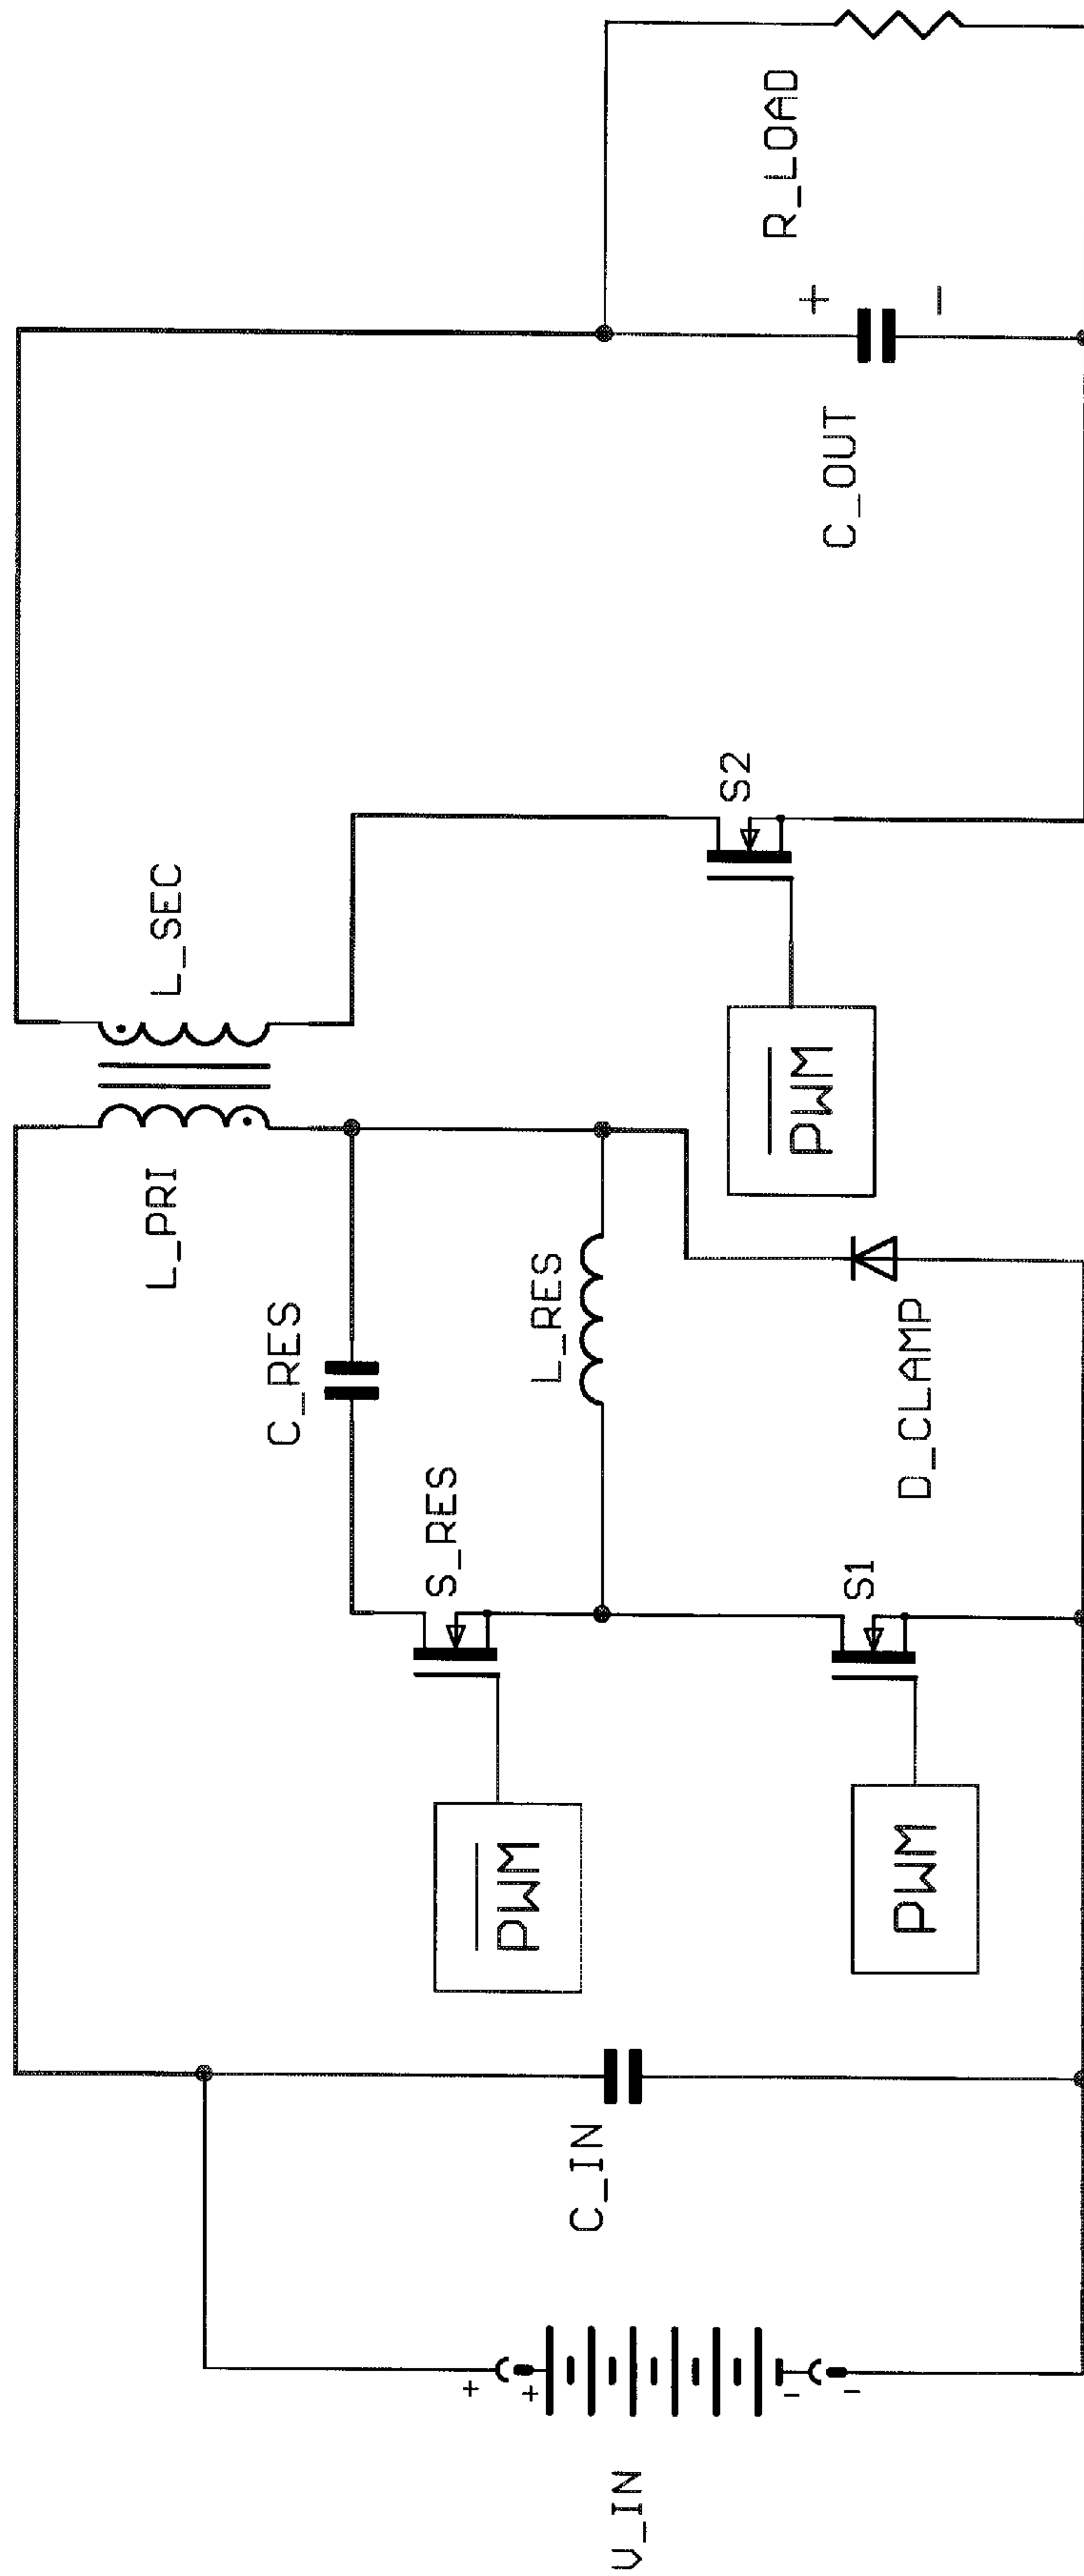 V_IN
+
+
-
-
C_IN
PWM
PWM
S_RES
S1
C_RES
L_RES
D_CLAMP
L_PRI
L_SEC
PWM
S2
C_OUT
+
-
R_LOAD